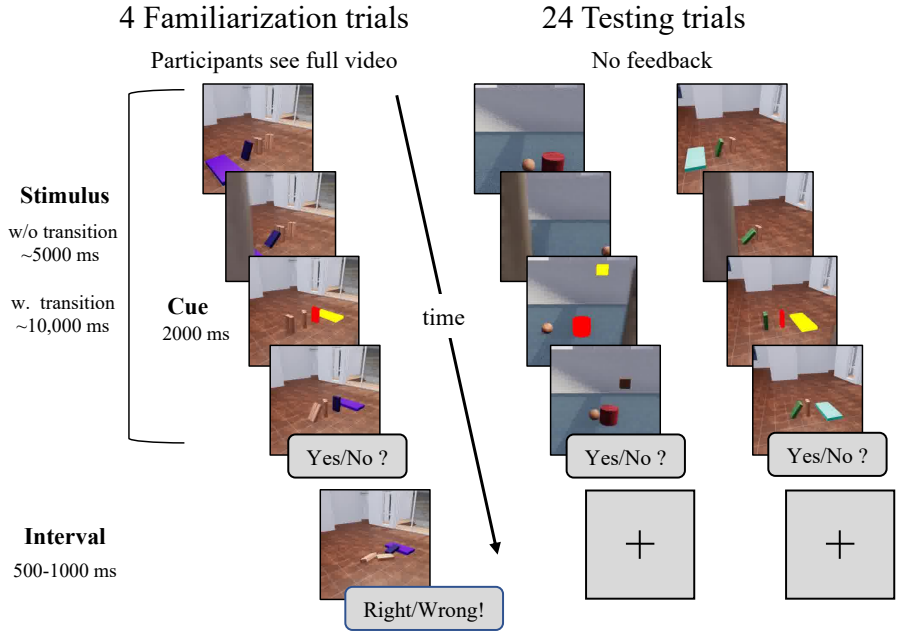 4 Familiarization trials
24 Testing trials
Participants see full video
No feedback
Stimulus
w/o transition
~5000 ms
w. transition
~10,000 ms
Cue
2000 ms
time
Yes/No ?
Yes/No ?
Yes/No ?
Interval
500-1000 ms
Right/Wrong!